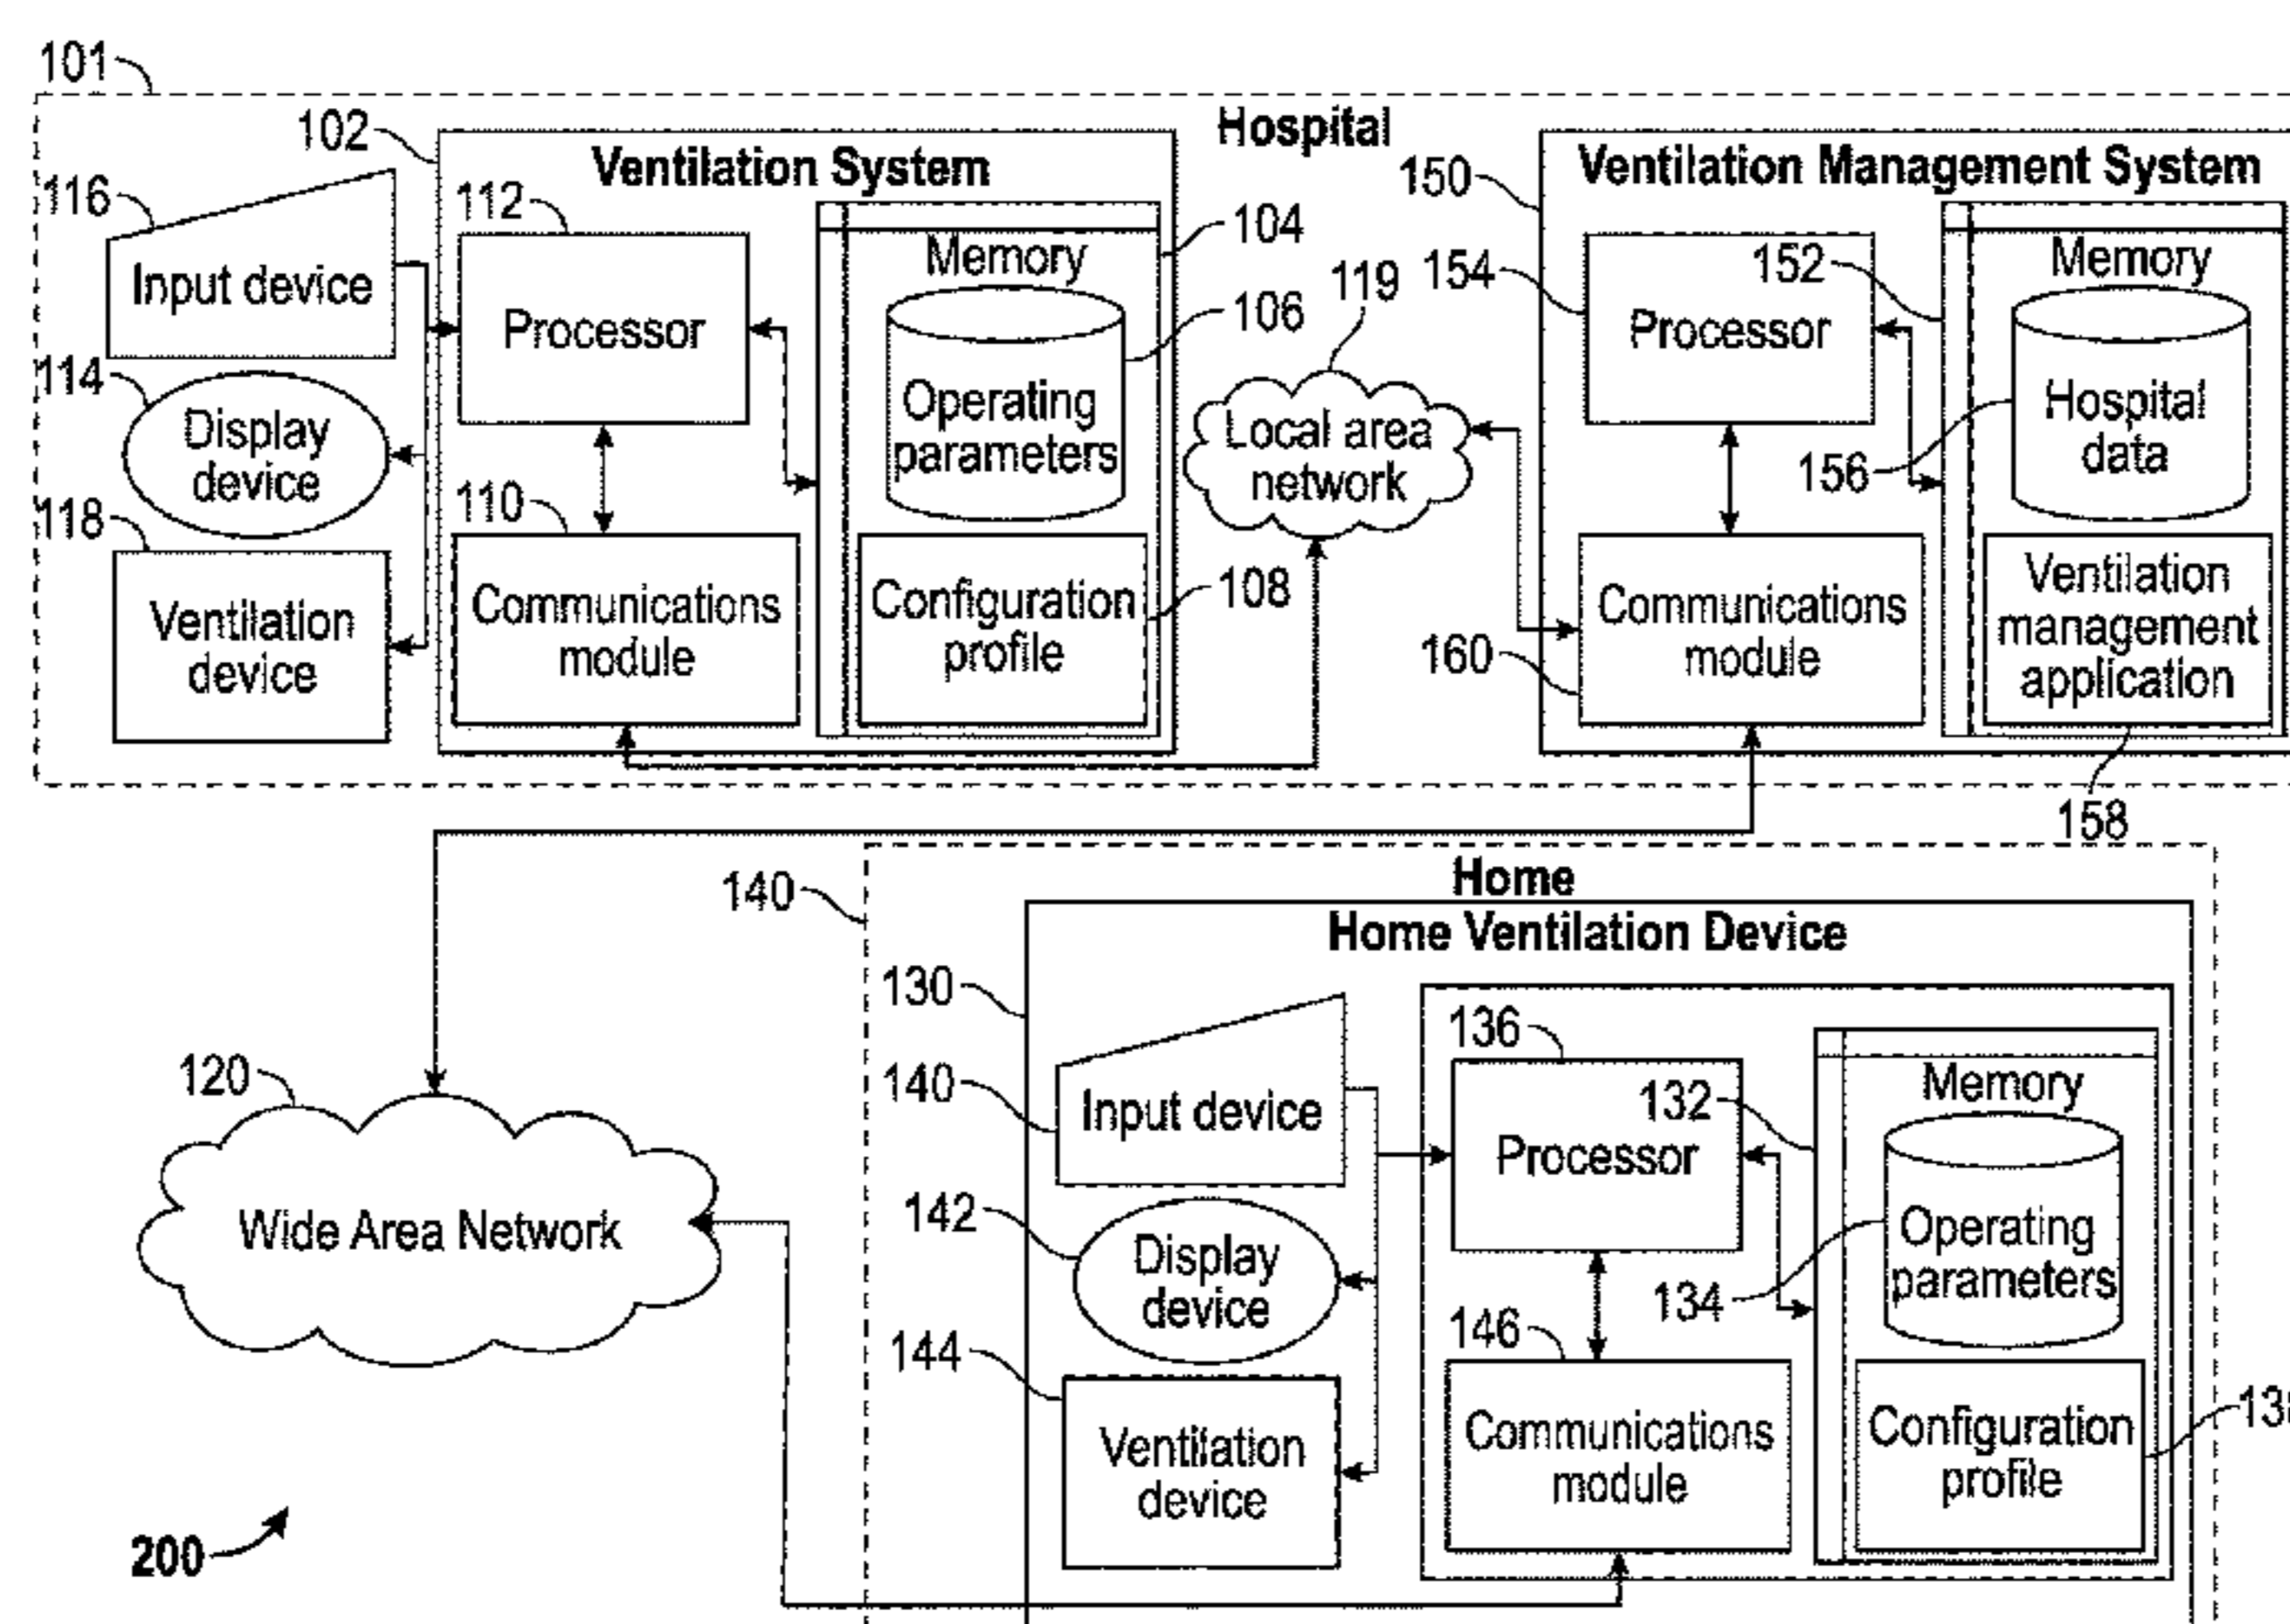 101
Hospital
102
Ventilation System
116
Input device
112
Processor
104
Memory
106
Operating
parameters
114
Display
device
118
Ventilation
device
110
Communications
module
Configuration
profile
108
119
Local area
network
150
Ventilation Management System
154
Processor
152
Memory
156
Hospital
data
160
Communications
module
Ventilation
management
application
158
140
Home
Home Ventilation Device
130
120
Wide Area Network
140
Input device
136
Processor
132
Memory
134
Operating
parameters
142
Display
device
144
Ventilation
device
146
Communications
module
Configuration
profile
200